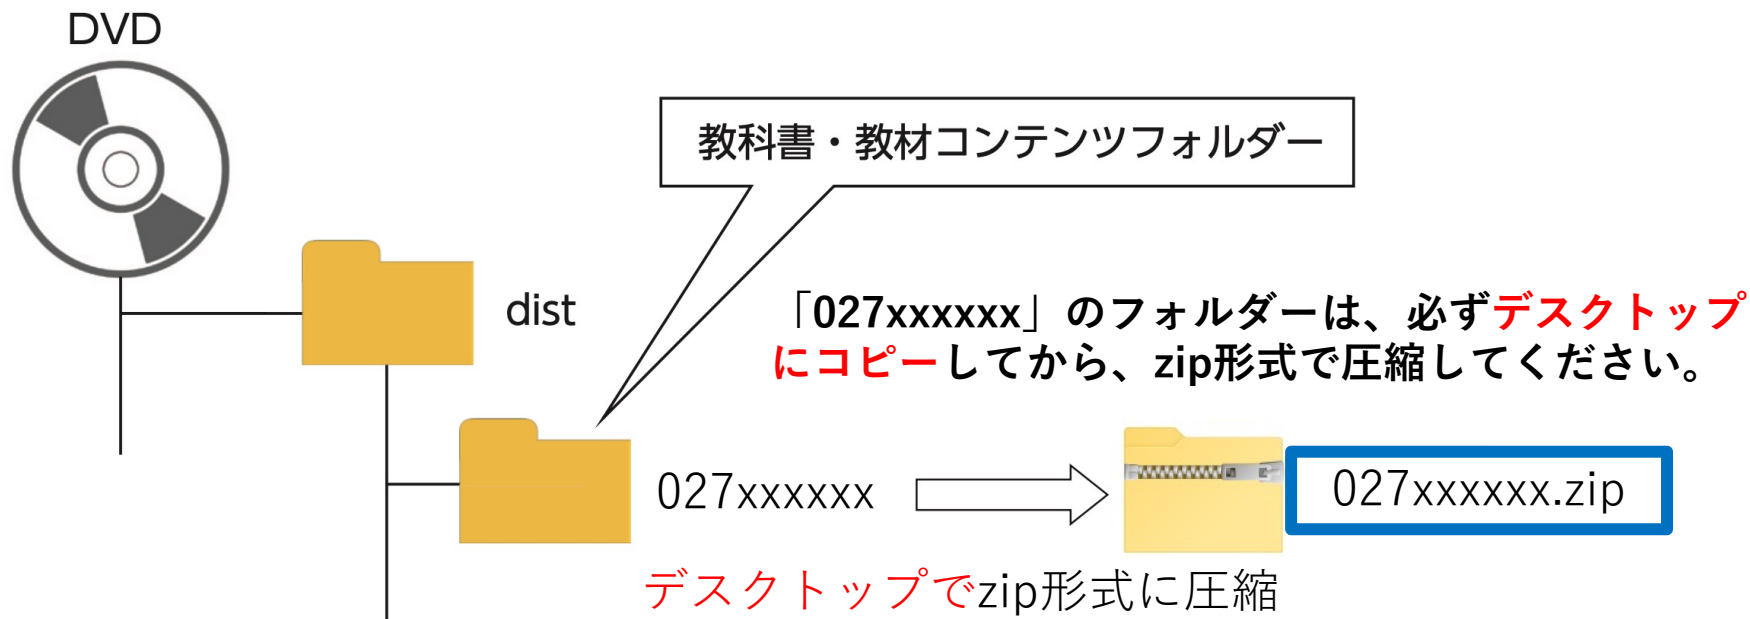 DVD
教科書・教材コンテンツフォルダー
dist
「027xxxxxx」のフォルダーは、必ずデスクトップ
にコピーしてから、zip形式で圧縮してください。
027xxxxxx
027xxxxxx.zip
デスクトップでzip形式に圧縮